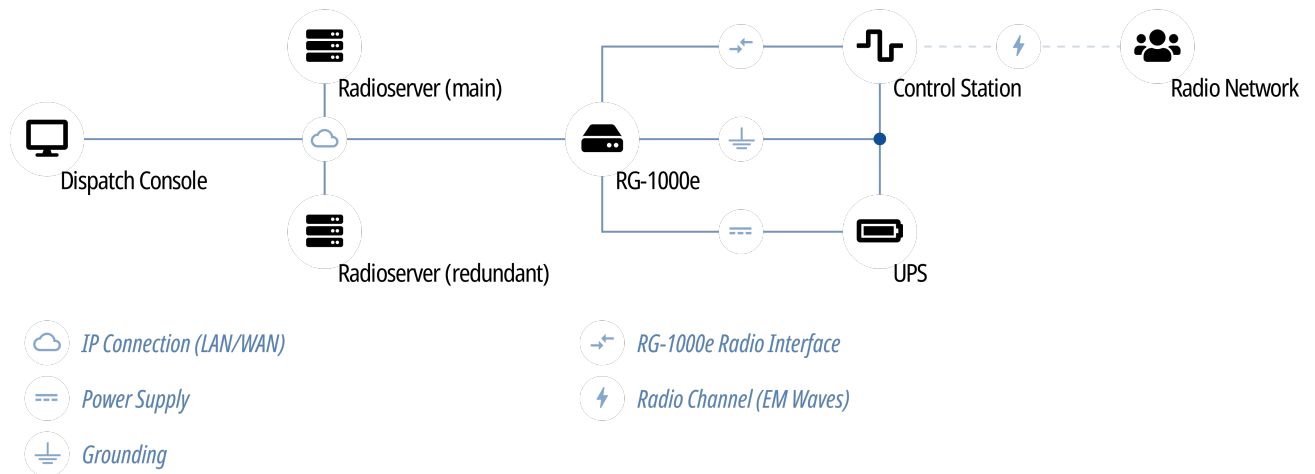 Radioserver (main)
Control Station
Radio Network
Dispatch Console
RG-1000e
Radioserver (redundant)
UPS
IP Connection (LAN/WAN)
RG-1000e Radio Interface
Power Supply
Radio Channel (EM Waves)
Grounding